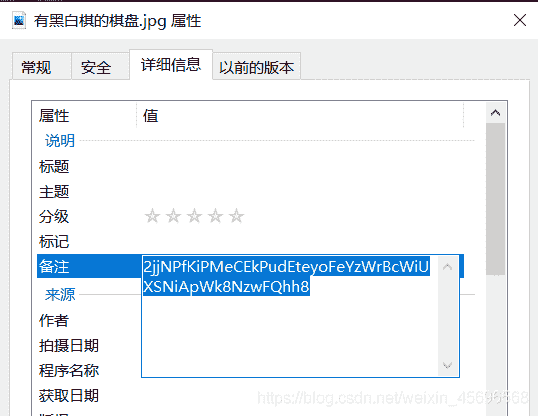 有黑白棋的棋盘.jpg 属性
常规 安全 详细信息 以前的版本
属性 值
说明
标题
主题
分级
标记
备注 2jjNPfKiPMeCEkPudEteyoFeYzWrBcWiU
XSNiApWk8NzwFQhh8
来源
作者
拍摄日期
程序名称
获取日期
https://blog.csdn.net/weixin_45696568